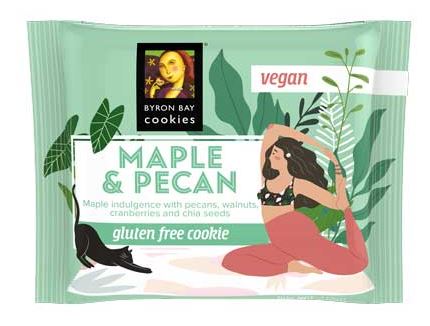 BYRON BAY
cookies
vegan
MAPLE
& PECAN
Maple indulgence with pecans, walnuts,
cranberries and chia seeds
gluten free cookie